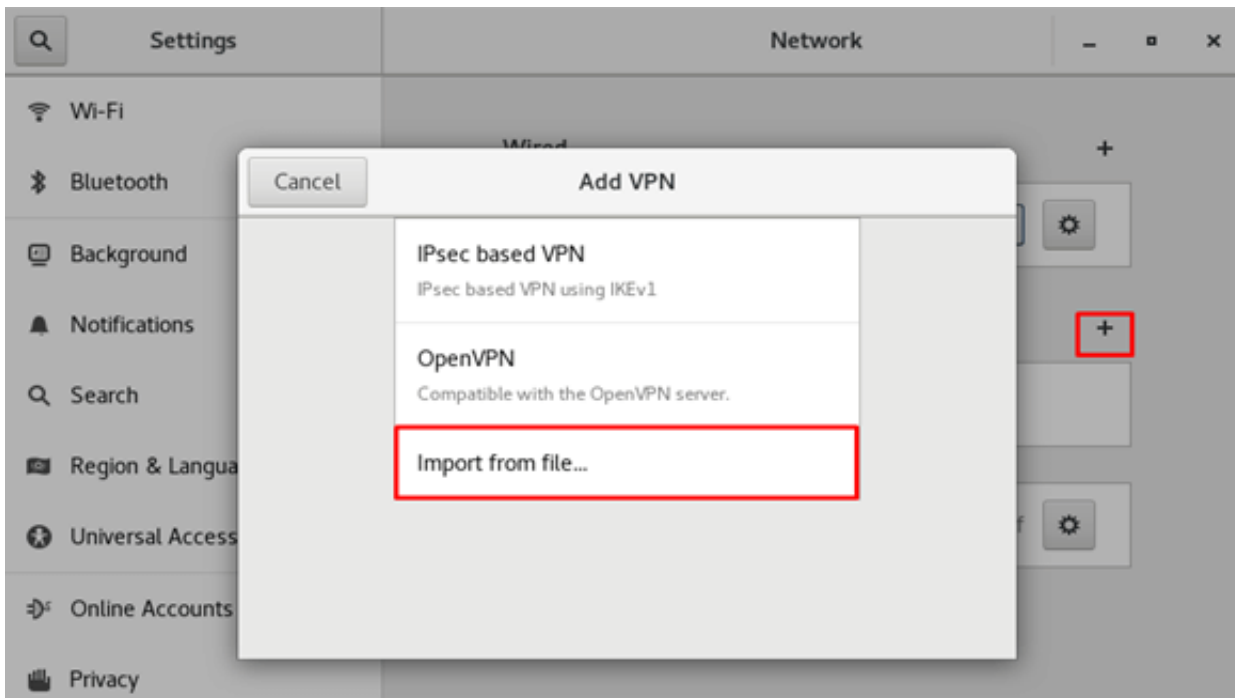 Settings
Network
Wi-Fi
Bluetooth
Background
Notifications
Search
Region & Langua
Universal Access
Online Accounts
Privacy
Wired
Cancel
Add VPN
IPsec based VPN
IPsec based VPN using IKEv1
OpenVPN
Compatible with the OpenVPN server.
Import from file...